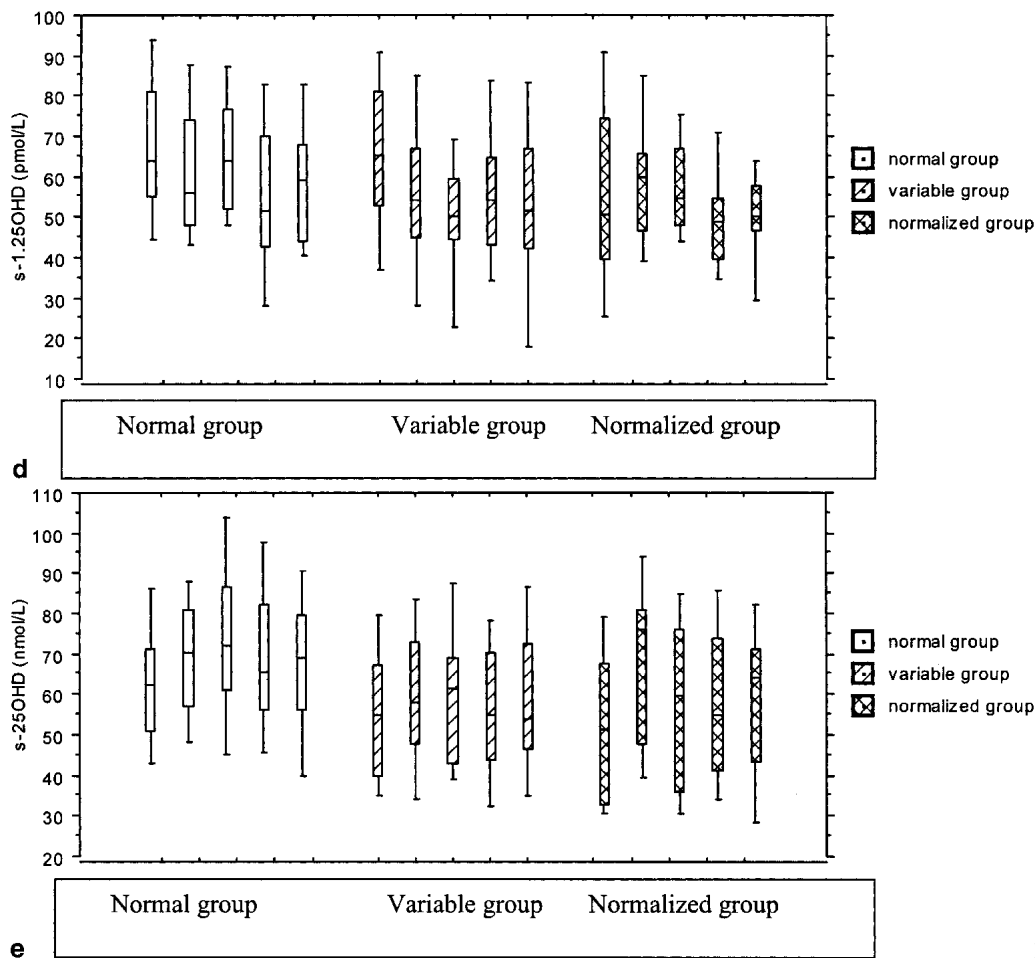 100
90
80
70
60
50
40
30
20
10
s-1.25OHD (pmol/L)
normal group
variable group
normalized group
Normal group Variable group Normalized group
d
110
100
90
80
70
60
50
40
30
20
s-25OHD (nmol/L)
normal group
variable group
normalized group
Normal group Variable group Normalized group
e